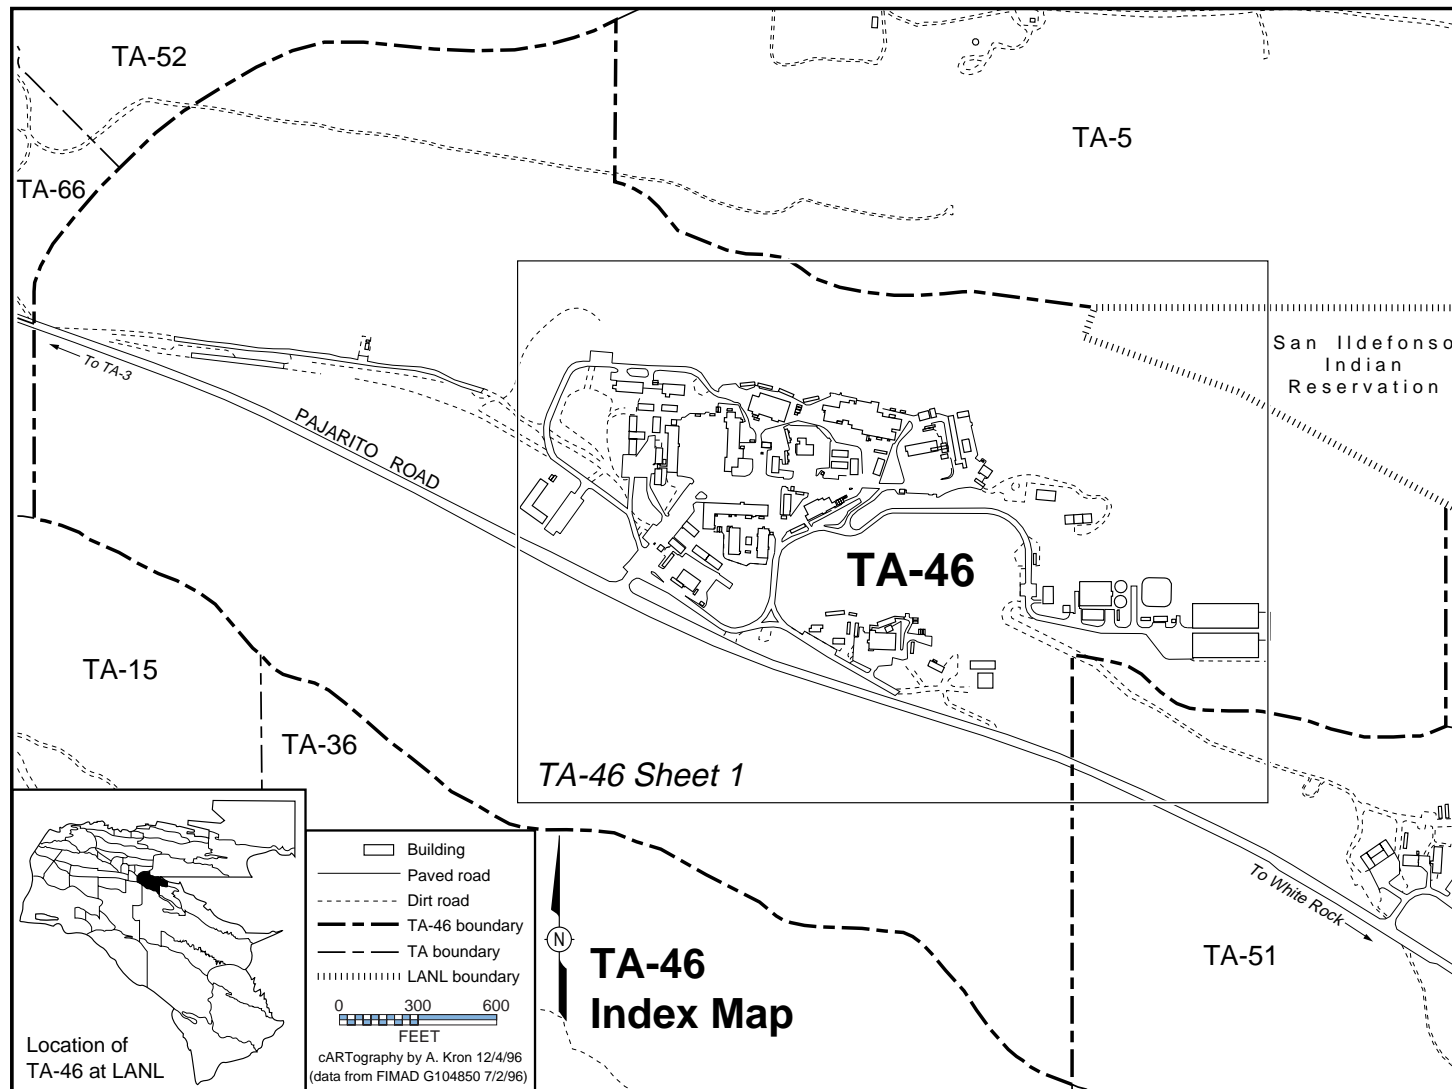 TA-52
TA-5
TA-66
San Ildefonso
Indian
Reservation
To TA-3
PAJARITO ROAD
TA-46
TA-15
TA-36
TA-46 Sheet 1
To White Rock
TA-51
Building
Paved road
Dirt road
TA-46 boundary
TA boundary
LANL boundary
0 300 600
FEET
cARTography by A. Kron 12/4/96
(data from FIMAD G104850 7/2/96)
N
TA-46
Index Map
Location of
TA-46 at LANL